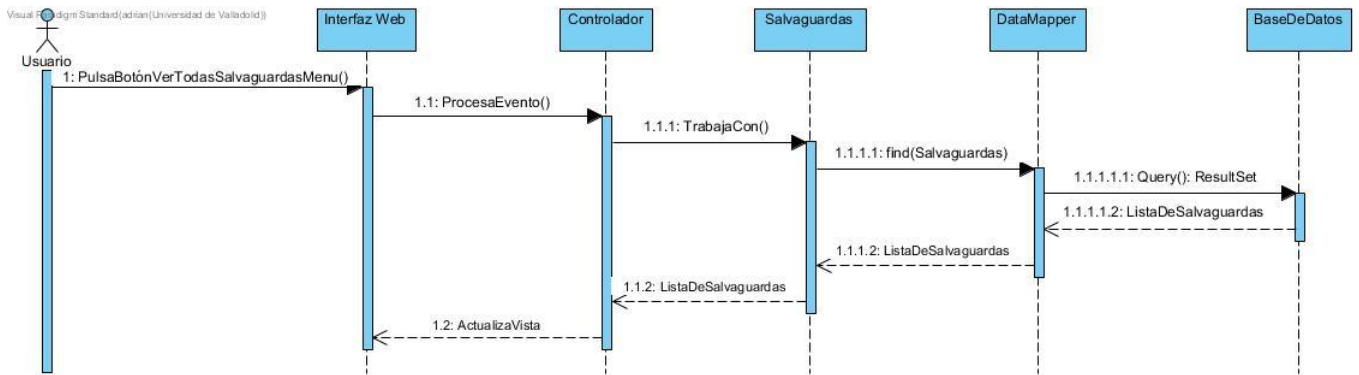 Visual Paradigm Standard(adrian(Universidad de Valladolid))
Usuario
Interfaz Web
Controlador
Salvaguardas
DataMapper
BaseDeDatos
1: PulsaBotónVerTodasSalvaguardasMenu()
1.1: ProcesaEvento()
1.1.1: TrabajaCon()
1.1.1.1: find(Salvaguardas)
1.1.1.1.1: Query(): ResultSet
1.1.1.1.2: ListaDeSalvaguardas
1.1.1.2: ListaDeSalvaguardas
1.1.2: ListaDeSalvaguardas
1.2: ActualizaVista